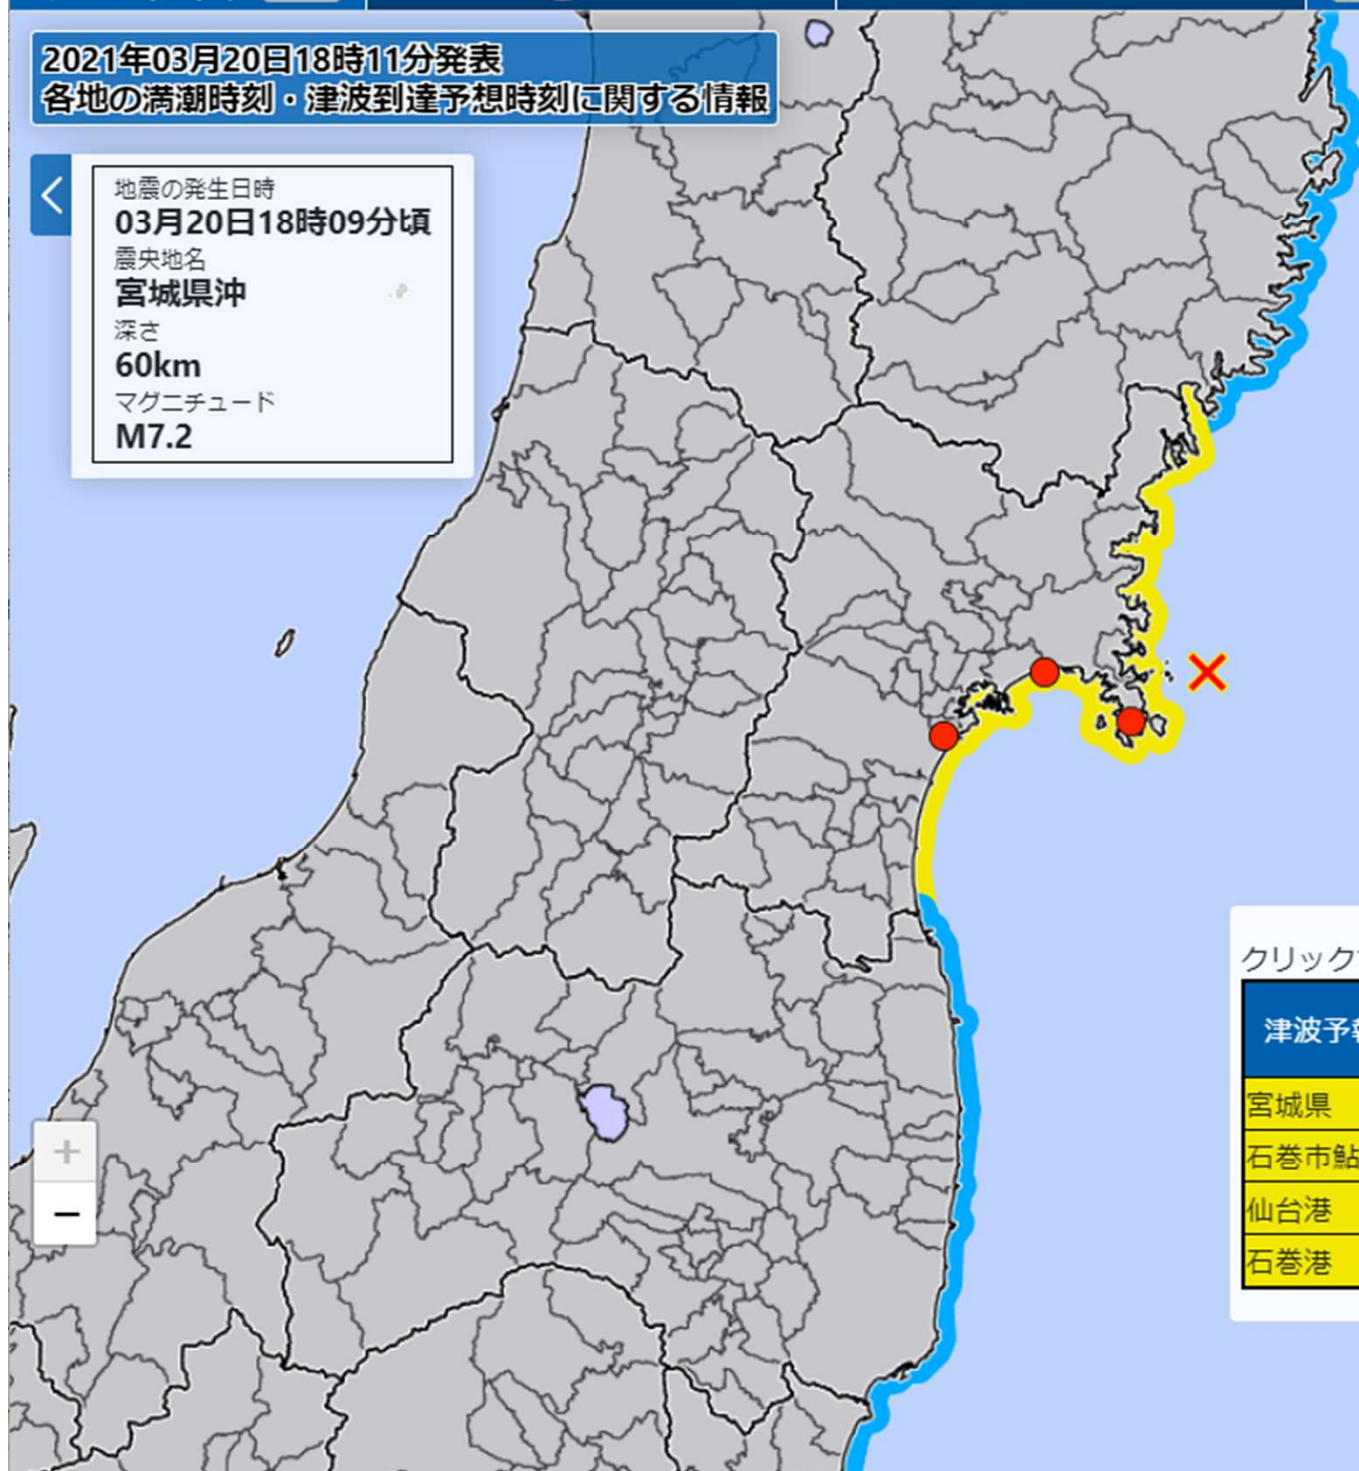 2021年03月20日18時11分発表
各地の満潮時刻・津波到達予想時刻に関する情報
地震の発生日時
03月20日18時09分頃
震央地名
宮城県沖
深さ
60km
マグニチュード
M7.2
クリック
津波予報
宮城県
石巻市鮎
仙台港
石巻港